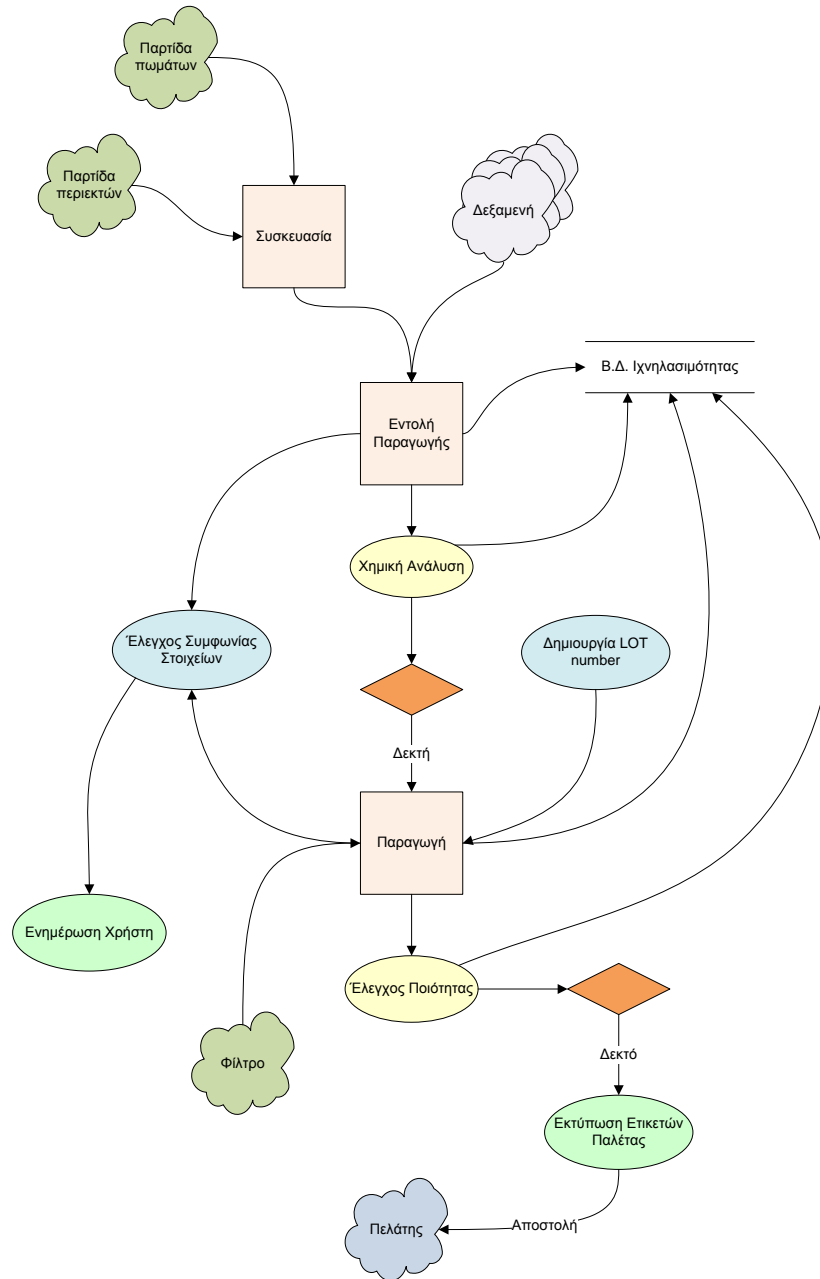 Παρτίδα
πωμάτων
Παρτίδα
περιεκτών
Συσκευασία
Δεξαμενή
Β.Δ. Ιχνηλασιμότητας
Εντολή
Παραγωγής
Χημική Ανάλυση
Έλεγχος Συμφωνίας
Στοιχείων
Δημιουργία LOT
number
Δεκτή
Παραγωγή
Ενημέρωση Χρήστη
Έλεγχος Ποιότητας
Δεκτό
Φίλτρο
Εκτύπωση Ετικετών
Παλέτας
Πελάτης
Αποστολή